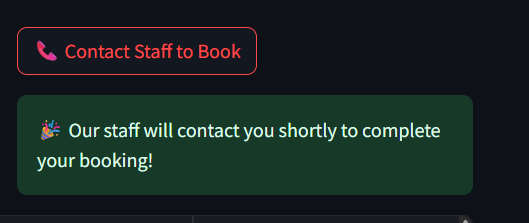 📞 Contact Staff to Book
🎉 Our staff will contact you shortly to complete
your booking!